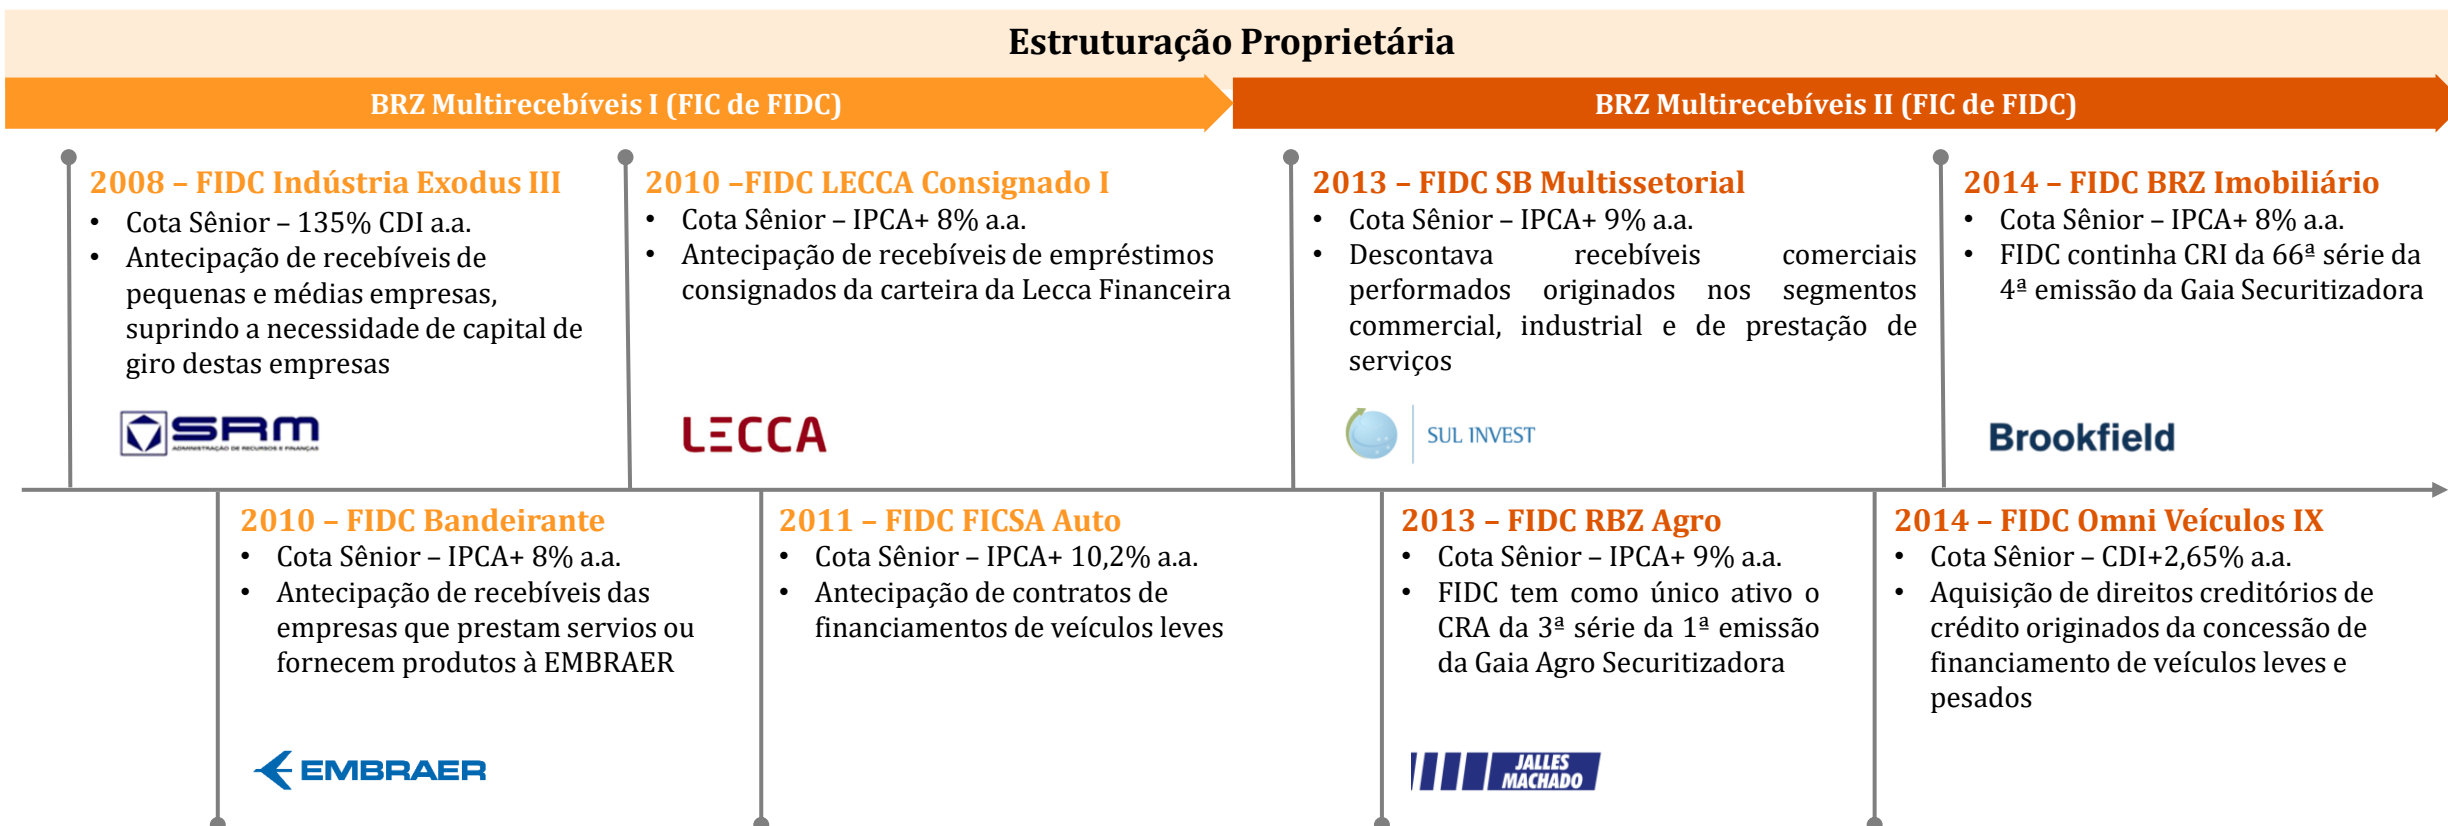 Estruturação Proprietária
BRZ Multirecebíveis I (FIC de FIDC)
BRZ Multirecebíveis II (FIC de FIDC)
2008 – FIDC Indústria Exodus III
• Cota Sênior – 135% CDI a.a.
• Antecipação de recebíveis de
pequenas e médias empresas,
suprindo a necessidade de capital de
giro destas empresas
SRM
ADMINISTRAÇÃO DE RECURSOS E FINANÇAS
2010 –FIDC LECCA Consignado I
• Cota Sênior – IPCA+ 8% a.a.
• Antecipação de recebíveis de empréstimos
consignados da carteira da Lecca Financeira
LECCA
2013 – FIDC SB Multissetorial
• Cota Sênior – IPCA+ 9% a.a.
• Descontava recebíveis comerciais
performados originados nos segmentos
commercial, industrial e de prestação de
serviços
SUL INVEST
2014 – FIDC BRZ Imobiliário
• Cota Sênior – IPCA+ 8% a.a.
• FIDC continha CRI da 66ª série da
4ª emissão da Gaia Securitizadora
Brookfield
2010 – FIDC Bandeirante
• Cota Sênior – IPCA+ 8% a.a.
• Antecipação de recebíveis das
empresas que prestam servios ou
fornecem produtos à EMBRAER
EMBRAER
2011 – FIDC FICSA Auto
• Cota Sênior – IPCA+ 10,2% a.a.
• Antecipação de contratos de
financiamentos de veículos leves
2013 – FIDC RBZ Agro
• Cota Sênior – IPCA+ 9% a.a.
• FIDC tem como único ativo o
CRA da 3ª série da 1ª emissão
da Gaia Agro Securitizadora
JALLES
MACHADO
2014 – FIDC Omni Veículos IX
• Cota Sênior – CDI+2,65% a.a.
• Aquisição de direitos creditórios de
crédito originados da concessão de
financiamento de veículos leves e
pesados